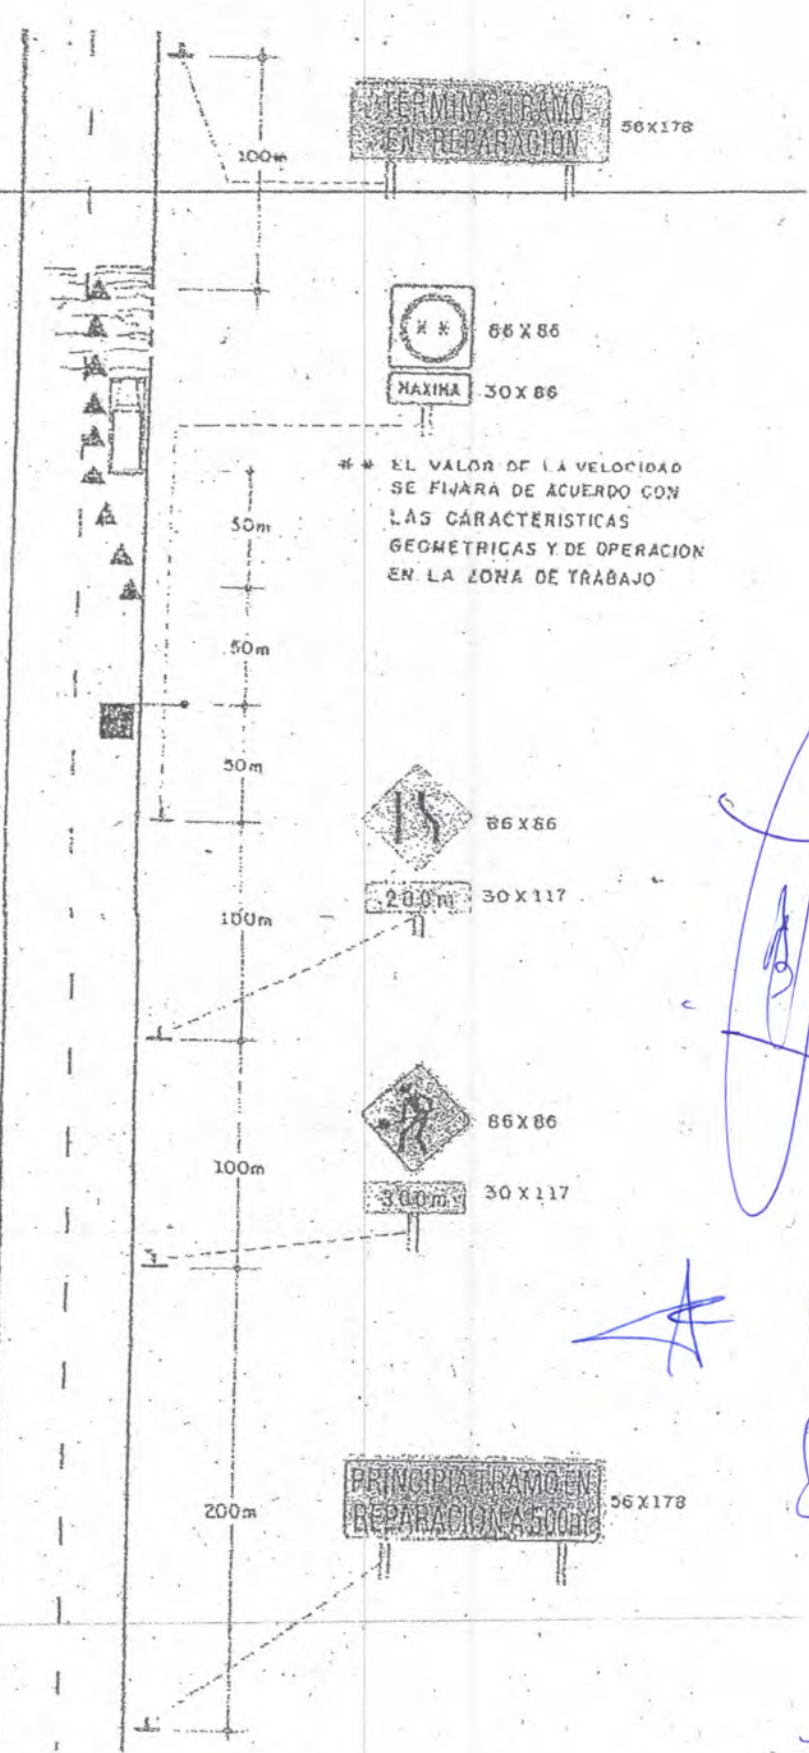 TERMINA TRAMO
EN REPARACION
56X178
100m
* *
86X86
MAXIMA
30X86
* * EL VALOR DE LA VELOCIDAD
SE FIJARA DE ACUERDO CON
LAS CARACTERISTICAS
GEOMETRICAS Y DE OPERACION
EN LA ZONA DE TRABAJO
50m
50m
50m
86X86
200m
30X117
100m
86X86
100m
300m
30X117
PRINCIPIA TRAMO EN
REPARACION A 500m
56X178
200m